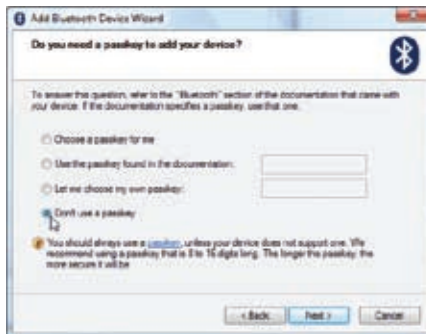 Add Bluetooth Device Wizard
Do you need a passkey to add your device?
To answer this question, refer to the "Bluetooth" section of the documentation that came with
your device. If the documentation specifies a passkey, use that one.
Choose a passkey for me
Use the passkey found in the documentation:
Let me choose my own passkey:
Don't use a passkey
You should always use a passkey, unless your device does not support one. We
recommend using a passkey that is 8 to 16 digits long. The longer the passkey, the
more secure it will be.
< Back
Next >
Cancel